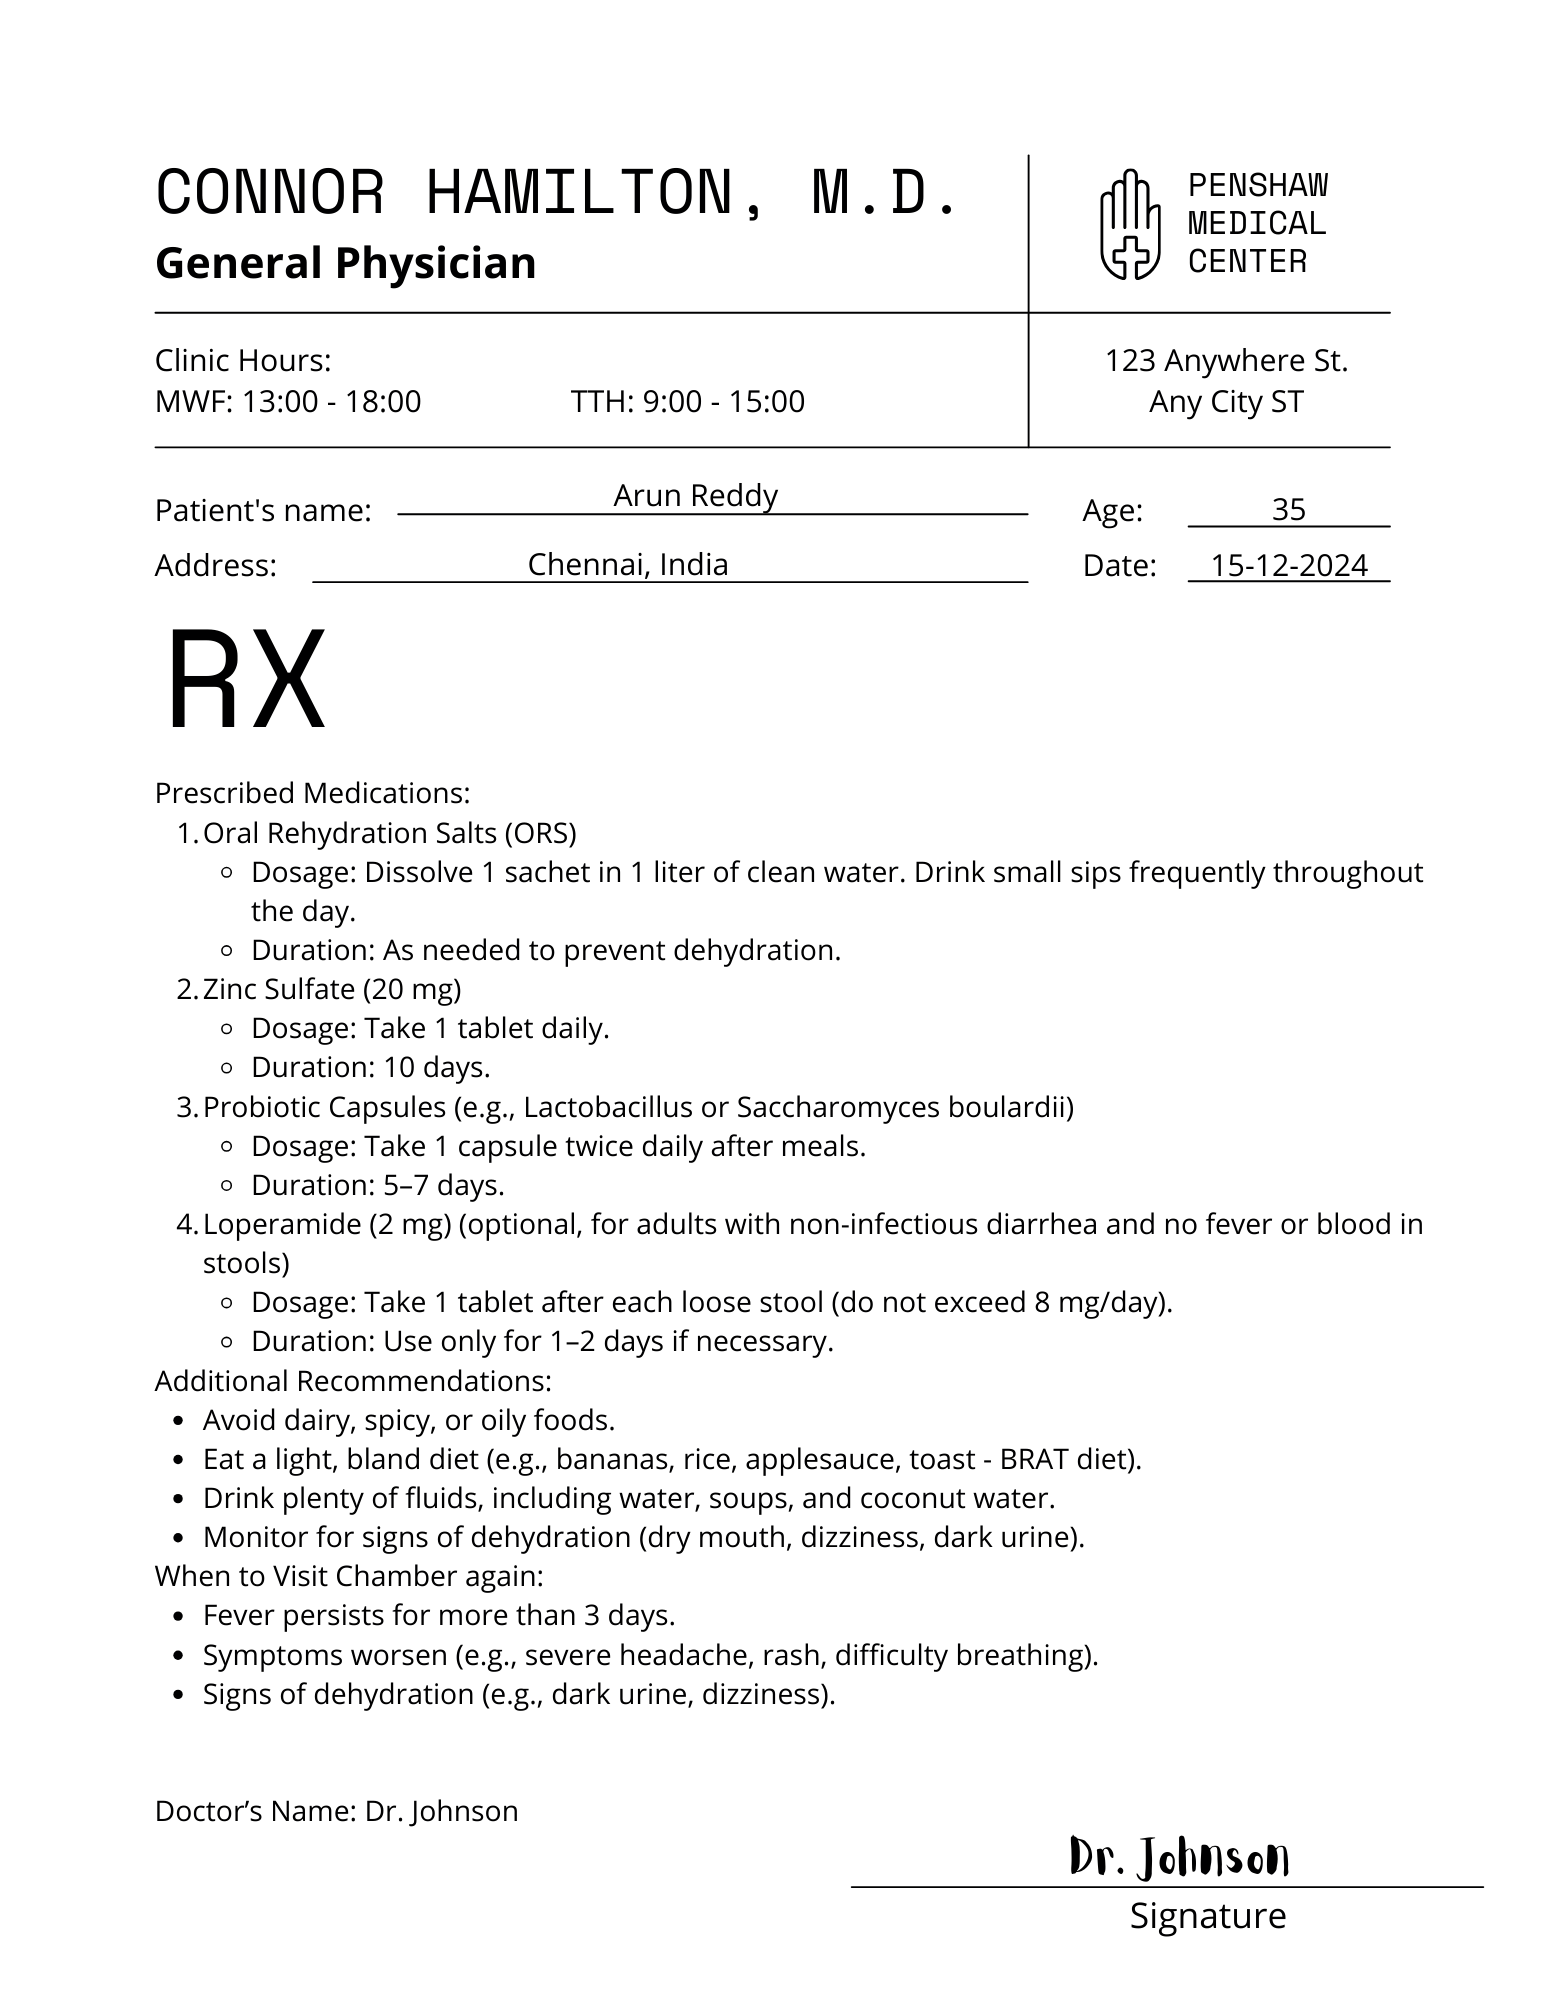 CONNOR HAMILTON, M.D.
General Physician
PENSHAW
MEDICAL
CENTER
Clinic Hours:
MWF: 13:00 - 18:00 TTH: 9:00 - 15:00
123 Anywhere St.
Any City ST
Patient's name: Arun Reddy Age: 35
Address: Chennai, India Date: 15-12-2024
RX
Prescribed Medications:
1. Oral Rehydration Salts (ORS)
○ Dosage: Dissolve 1 sachet in 1 liter of clean water. Drink small sips frequently throughout
the day.
○ Duration: As needed to prevent dehydration.
2. Zinc Sulfate (20 mg)
○ Dosage: Take 1 tablet daily.
○ Duration: 10 days.
3. Probiotic Capsules (e.g., Lactobacillus or Saccharomyces boulardii)
○ Dosage: Take 1 capsule twice daily after meals.
○ Duration: 5–7 days.
4. Loperamide (2 mg) (optional, for adults with non-infectious diarrhea and no fever or blood in
stools)
○ Dosage: Take 1 tablet after each loose stool (do not exceed 8 mg/day).
○ Duration: Use only for 1–2 days if necessary.
Additional Recommendations:
• Avoid dairy, spicy, or oily foods.
• Eat a light, bland diet (e.g., bananas, rice, applesauce, toast - BRAT diet).
• Drink plenty of fluids, including water, soups, and coconut water.
• Monitor for signs of dehydration (dry mouth, dizziness, dark urine).
When to Visit Chamber again:
• Fever persists for more than 3 days.
• Symptoms worsen (e.g., severe headache, rash, difficulty breathing).
• Signs of dehydration (e.g., dark urine, dizziness).
Doctor’s Name: Dr. Johnson
Dr. Johnson
Signature